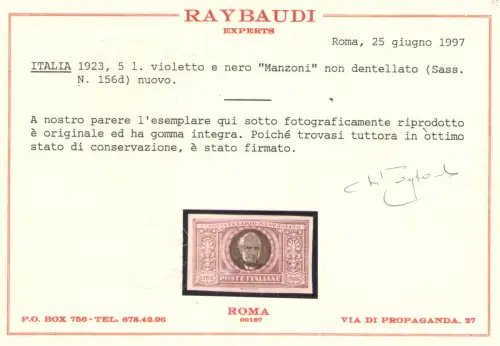 RAYBAUDI
EXPERTS
Roma, 25 giugno 1997
ITALIA 1923, 5 l. violetto e nero "Manzoni" non dentellato (Sass.
N. 156d) nuovo.
A nostro parere l'esemplare qui sotto fotograficamente riprodotto
è originale ed ha gomma integra. Poiché trovasi tuttora in òttimo
stato di conservazione, è stato firmato.
POSTE ITALIANE
ROMA
00187
P.O. BOX 756 - TEL. 678.42.96
VIA DI PROPAGANDA. 27